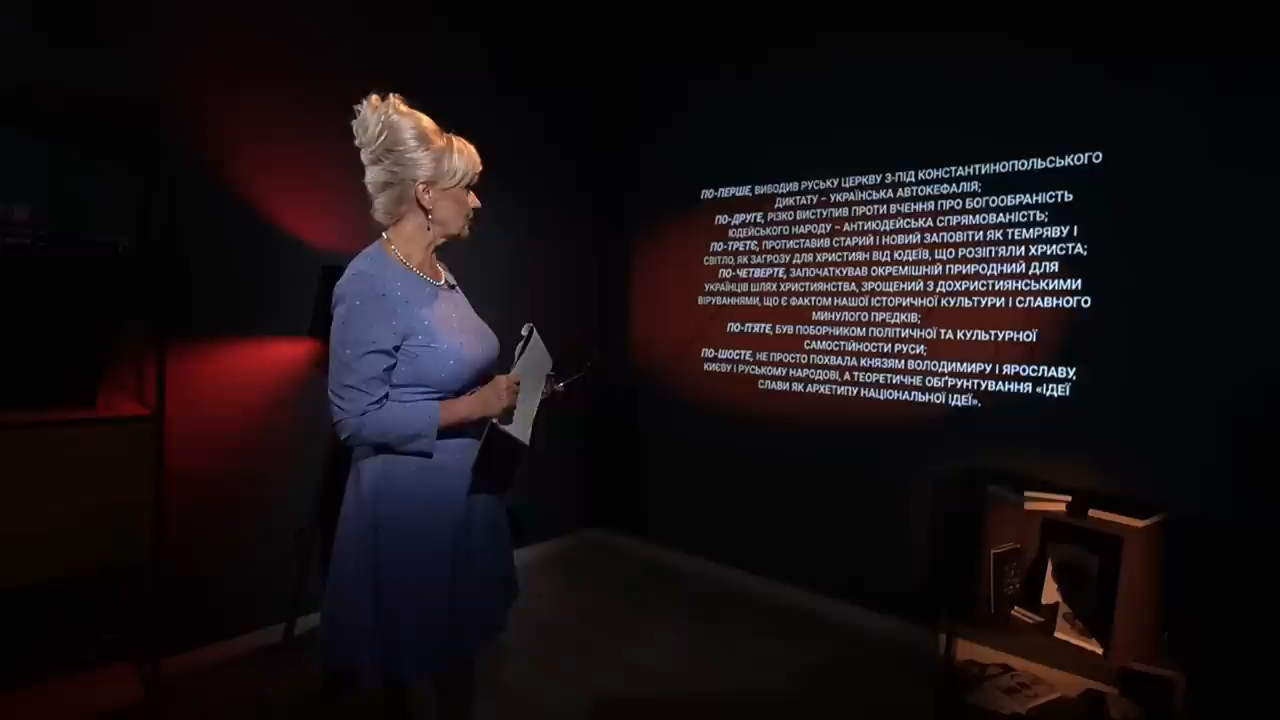 ПО-ПЕРШЕ, ВИВОДИВ РУСЬКУ ЦЕРКВУ З-ПІД КОНСТАНТИНОПОЛЬСЬКОГО
ДИКТАТУ – УКРАЇНСЬКА АВТОКЕФАЛІЯ;
ПО-ДРУГЕ, РІЗКО ВИСТУПИВ ПРОТИ ВЧЕННЯ ПРО БОГООБРАНІСТЬ
ЮДЕЙСЬКОГО НАРОДУ – АНТИЮДЕЙСЬКА СПРЯМОВАНІСТЬ;
ПО-ТРЕТЄ, ПРОТИСТАВИВ СТАРИЙ І НОВИЙ ЗАПОВІТИ ЯК ТЕМРЯВУ І
СВІТЛО, ЯК ЗАГРОЗУ ДЛЯ ХРИСТИЯН ВІД ЮДЕЇВ, ЩО РОЗІП'ЯЛИ ХРИСТА;
ПО-ЧЕТВЕРТЕ, ЗАПОЧАТКУВАВ ОКРЕМІШНІЙ ПРИРОДНИЙ ДЛЯ
УКРАЇНЦІВ ШЛЯХ ХРИСТИЯНСТВА, ЗРОЩЕНИЙ З ДОХРИСТИЯНСЬКИМИ
ВІРУВАННЯМИ, ЩО Є ФАКТОМ НАШОЇ ІСТОРИЧНОЇ КУЛЬТУРИ І СЛАВНОГО
МИНУЛОГО ПРЕДКІВ;
ПО-П'ЯТЕ, БУВ ПОБОРНИКОМ ПОЛІТИЧНОЇ ТА КУЛЬТУРНОЇ
САМОСТІЙНОСТИ РУСИ;
ПО-ШОСТЕ, НЕ ПРОСТО ПОХВАЛА КНЯЗЯМ ВОЛОДИМИРУ І ЯРОСЛАВУ,
КИЄВУ І РУСЬКОМУ НАРОДОВІ, А ТЕОРЕТИЧНЕ ОБҐРУНТУВАННЯ «ІДЕЇ
СЛАВИ ЯК АРХЕТИПУ НАЦІОНАЛЬНОЇ ІДЕЇ».